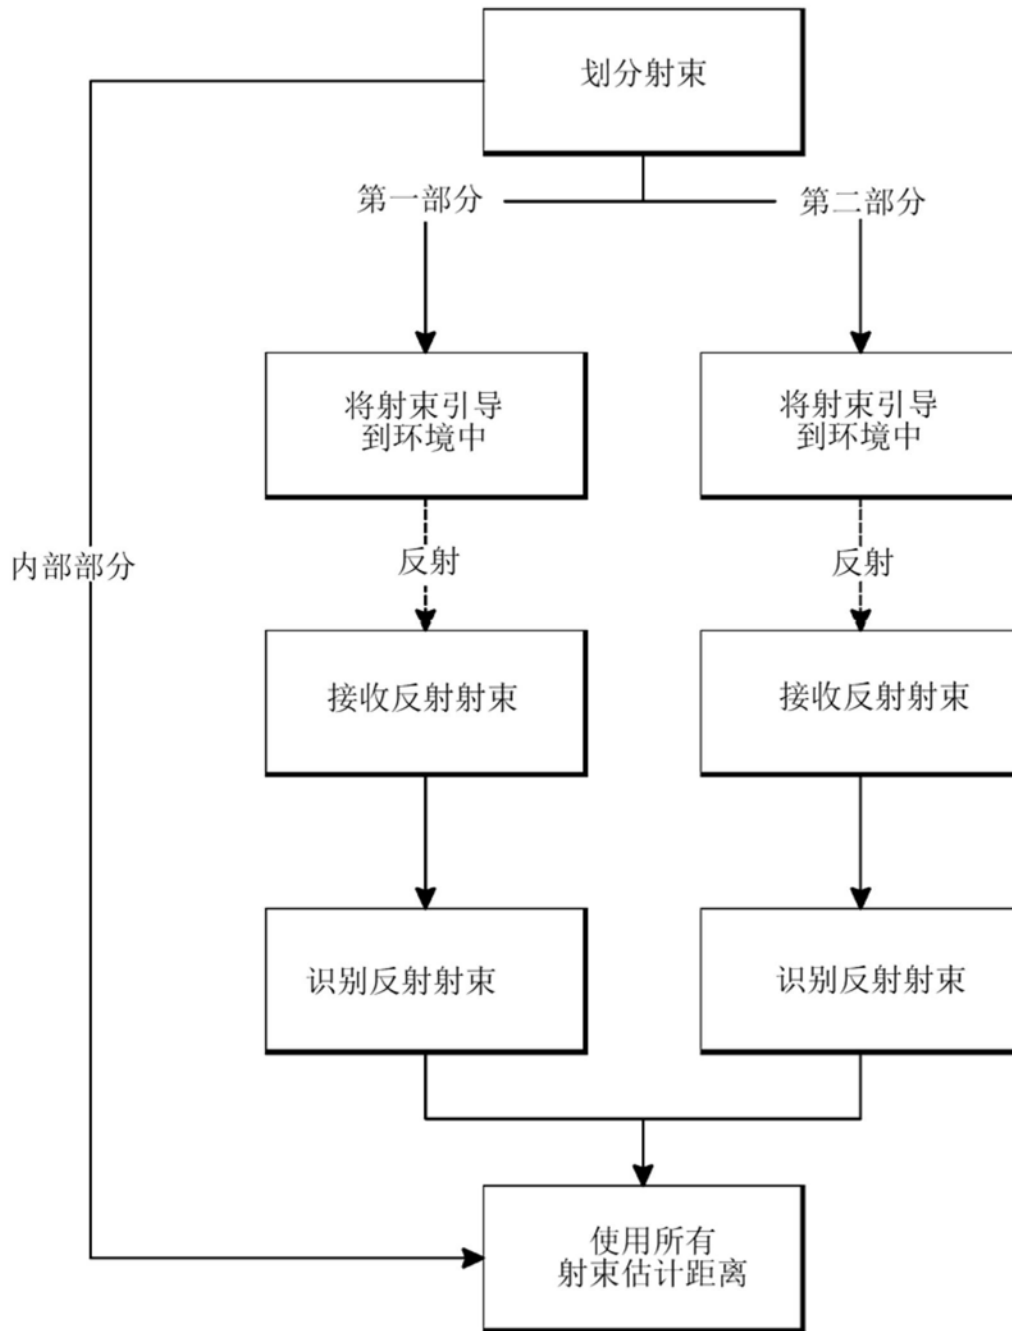 划分射束
第一部分
第二部分
将射束引导
到环境中
将射束引导
到环境中
内部部分
反射
反射
接收反射射束
接收反射射束
识别反射射束
识别反射射束
使用所有
射束估计距离